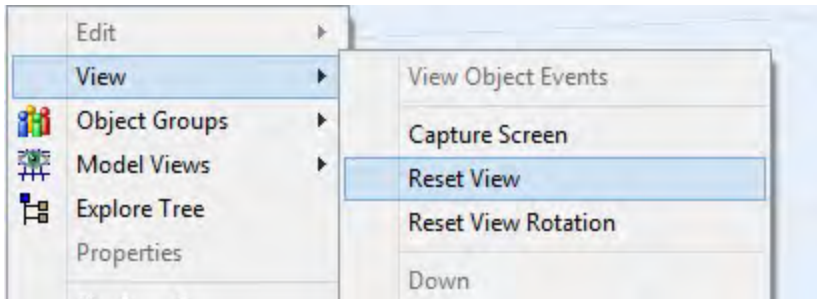 Edit
View
Object Groups
Model Views
Explore Tree
Properties
View Object Events
Capture Screen
Reset View
Reset View Rotation
Down